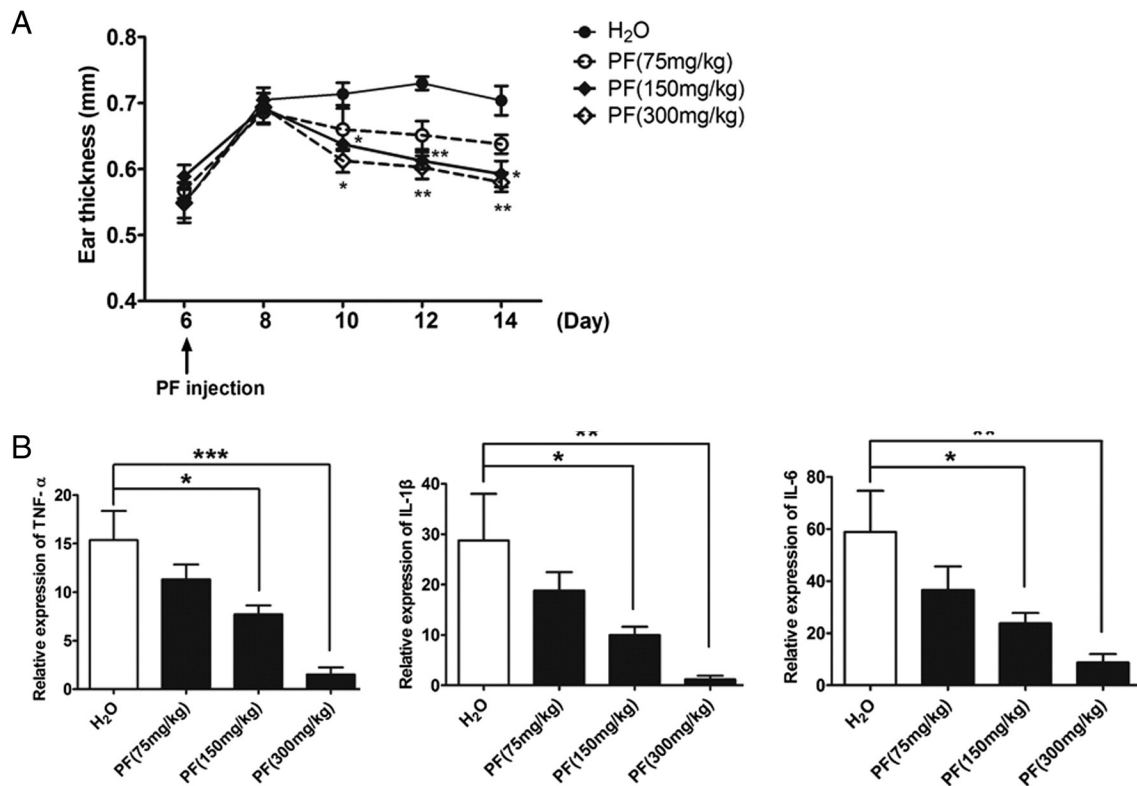 A
Ear thickness (mm)
0.8
0.7
0.6
0.5
0.4
6 8 10 12 14 (Day)
PF injection
H₂O
PF(75mg/kg)
PF(150mg/kg)
PF(300mg/kg)
*
**
*
*
**
**
B
Relative expression of TNF- α
20
15
10
5
0
***
*
H₂O
PF(75mg/kg)
PF(150mg/kg)
PF(300mg/kg)
Relative expression of IL-1β
40
30
20
10
0
**
*
H₂O
PF(75mg/kg)
PF(150mg/kg)
PF(300mg/kg)
Relative expression of IL-6
80
60
40
20
0
**
*
H₂O
PF(75mg/kg)
PF(150mg/kg)
PF(300mg/kg)